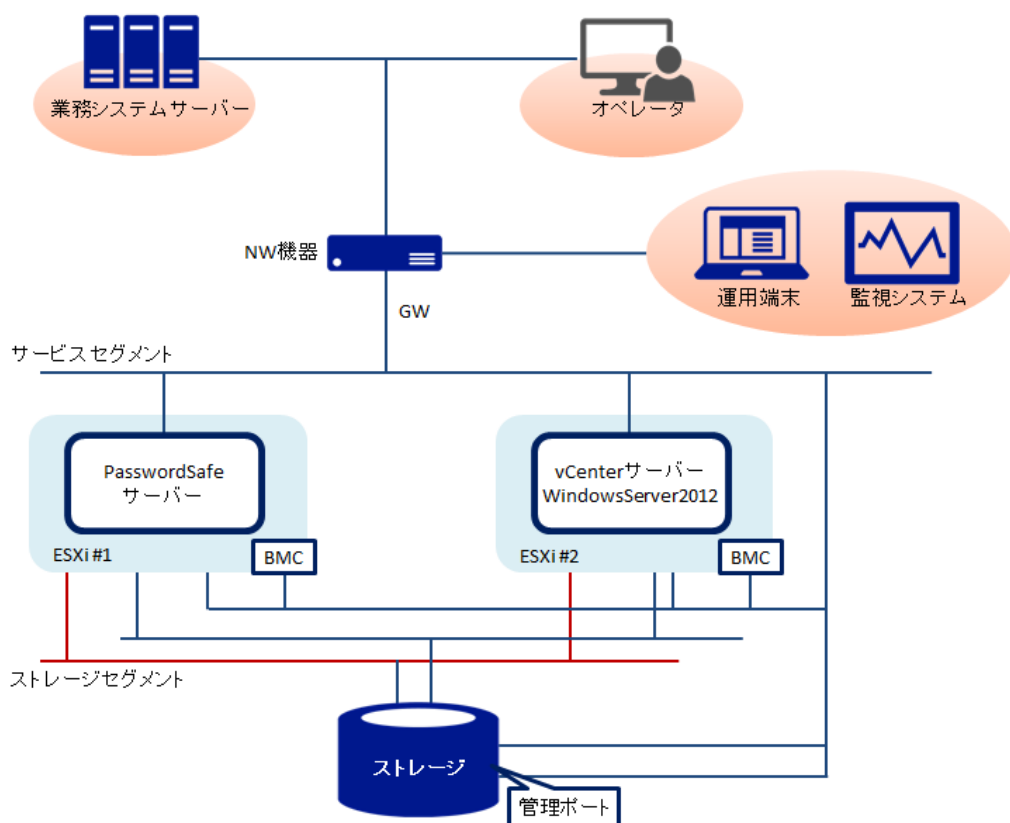 業務システムサーバー
オペレータ
NW機器
運用端末
監視システム
GW
サービスセグメント
PasswordSafe
サーバー
vCenterサーバー
WindowsServer2012
ESXi #1
BMC
ESXi #2
BMC
ストレージセグメント
ストレージ
管理ポート